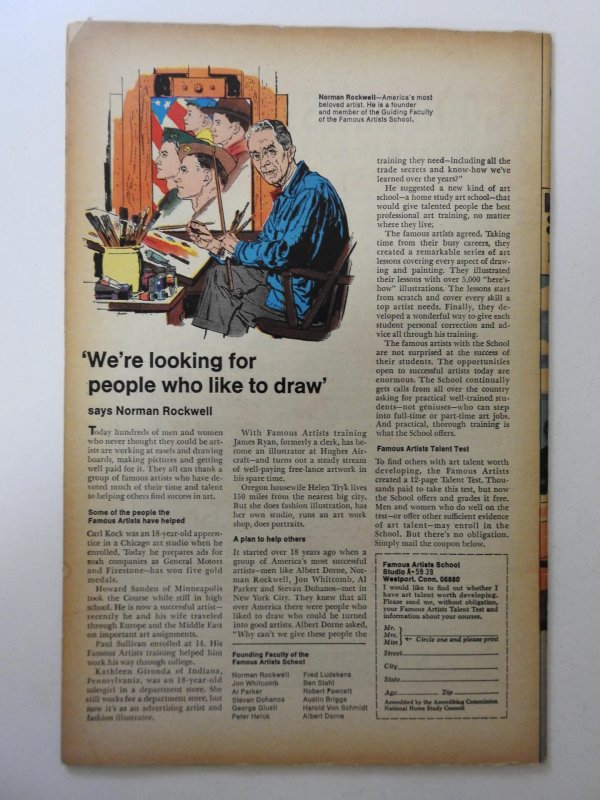 Norman Rockwell—America's most
beloved artist. He is a founder
and member of the Guiding Faculty
of the Famous Artists School.
'We're looking for
people who like to draw'
says Norman Rockwell
Today hundreds of men and women
who never thought they could be art-
ists are working at easels and drawing
boards, making pictures and getting
well paid for it. They all can thank a
group of famous artists who have de-
voted much of their time and talent
to helping others find success in art.
Some of the people the
Famous Artists have helped
Carl Kock was an 18-year-old appren-
tice in a Chicago art studio when he
enrolled. Today he prepares ads for
such companies as General Motors
and Firestone—has won five gold
medals.
Howard Sanden of Minneapolis
took the Course while still in high
school. He is now a successful artist—
recently he and his wife traveled
through Europe and the Middle East
on important art assignments.
Paul Sullivan enrolled at 14. His
Famous Artists training helped him
work his way through college.
Kathleen Gironda of Indiana,
Pennsylvania, was an 18-year-old
salesgirl in a department store. She
still works for a department store, but
now it's as an advertising artist and
fashion illustrator.
With Famous Artists training
James Ryan, formerly a clerk, has be-
come an illustrator at Hughes Air-
craft—and turns out a steady stream
of well-paying free-lance artwork in
his spare time.
Oregon housewife Helen Tryk lives
150 miles from the nearest big city.
But she does fashion illustration, has
her own studio, runs an art work
shop, does portraits.
A plan to help others
It started over 18 years ago when a
group of America's most successful
artists—men like Albert Dorne, Nor-
man Rockwell, Jon Whitcomb, Al
Parker and Stevan Dohanos—met in
New York City. They knew that all
over America there were people who
liked to draw who could be turned
into good artists. Albert Dorne asked,
"Why can't we give these people the
Founding Faculty of the
Famous Artists School
Norman Rockwell
Jon Whitcomb
Al Parker
Stevan Dohanos
George Giusti
Peter Helck
Fred Ludekens
Ben Stahl
Robert Fawcett
Austin Briggs
Harold Von Schmidt
Albert Dorne
training they need—including all the
trade secrets and know-how we've
learned over the years?"
He suggested a new kind of art
school—a home study art school—that
would give talented people the best
professional art training, no matter
where they live.
The famous artists agreed. Taking
time from their busy careers, they
created a remarkable series of art
lessons covering every aspect of draw-
ing and painting. They illustrated
their lessons with over 5,000 "here's-
how" illustrations. The lessons start
from scratch and cover every skill a
top artist needs. Finally, they de-
veloped a wonderful way to give each
student personal correction and ad-
vice all through his training.
The famous artists with the School
are not surprised at the success of
their students. The opportunities
open to successful artists today are
enormous. The School continually
gets calls from all over the country
asking for practical well-trained stu-
dents—not geniuses—who can step
into full-time or part-time art jobs.
And practical, thorough training is
what the School offers.
Famous Artists Talent Test
To find others with art talent worth
developing, the Famous Artists
created a 12-page Talent Test. Thou-
sands paid to take this test, but now
the School offers and grades it free.
Men and women who do well on the
test—or offer other sufficient evidence
of art talent—may enroll in the
School. But there's no obligation.
Simply mail the coupon below.
Famous Artists School
Studio A-5939
Westport, Conn. 06880
I would like to find out whether I
have art talent worth developing.
Please send me, without obligation,
your Famous Artists Talent Test and
information about your courses.
Mr.
Mrs.
Miss
← Circle one and please print
Street
City
State
Age Zip
Accredited by the Accrediting Commission
National Home Study Council